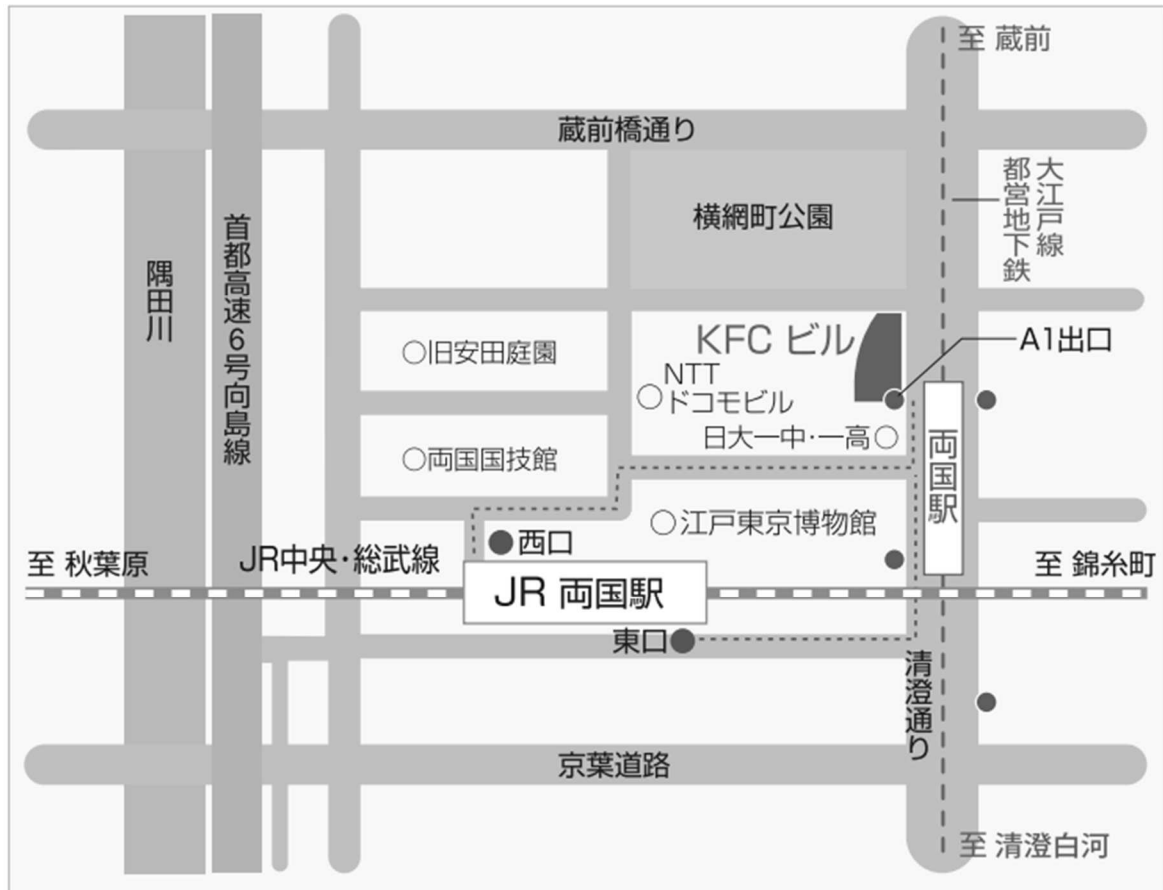 至 蔵前
蔵前橋通り
大江戸線
都営地下鉄
横網町公園
首都高速6号向島線
隅田川
KFC ビル
A1出口
旧安田庭園
NTT
ドコモビル
日大一中・一高
両国駅
両国国技館
江戸東京博物館
西口
JR中央・総武線
至 秋葉原
至 錦糸町
JR 両国駅
東口
清澄通り
京葉道路
至 清澄白河